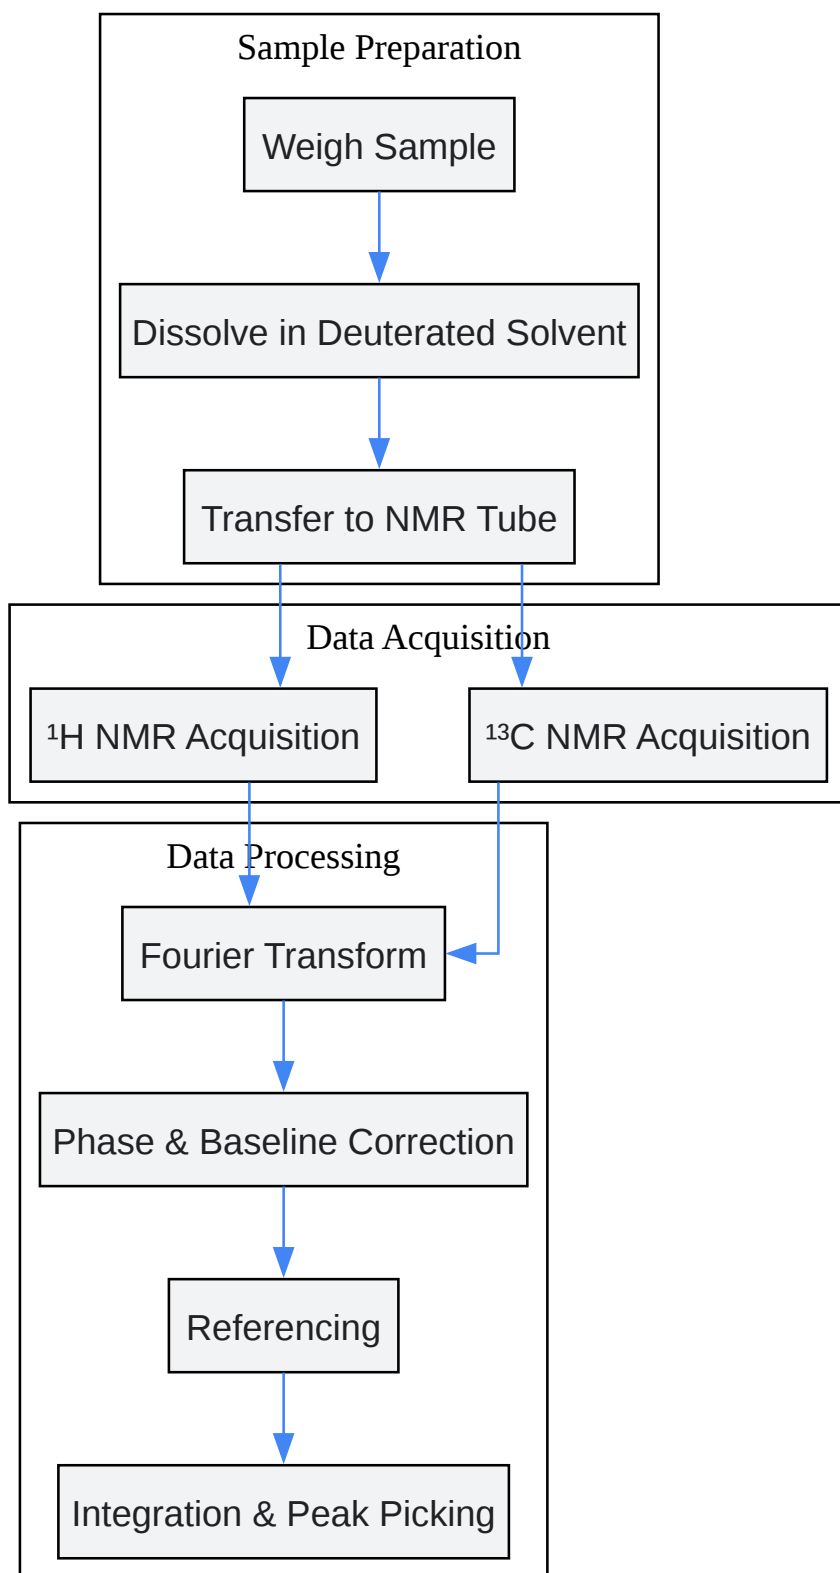 Sample Preparation
Weigh Sample
Dissolve in Deuterated Solvent
Transfer to NMR Tube
Data Acquisition
¹H NMR Acquisition
¹³C NMR Acquisition
Data Processing
Fourier Transform
Phase & Baseline Correction
Referencing
Integration & Peak Picking